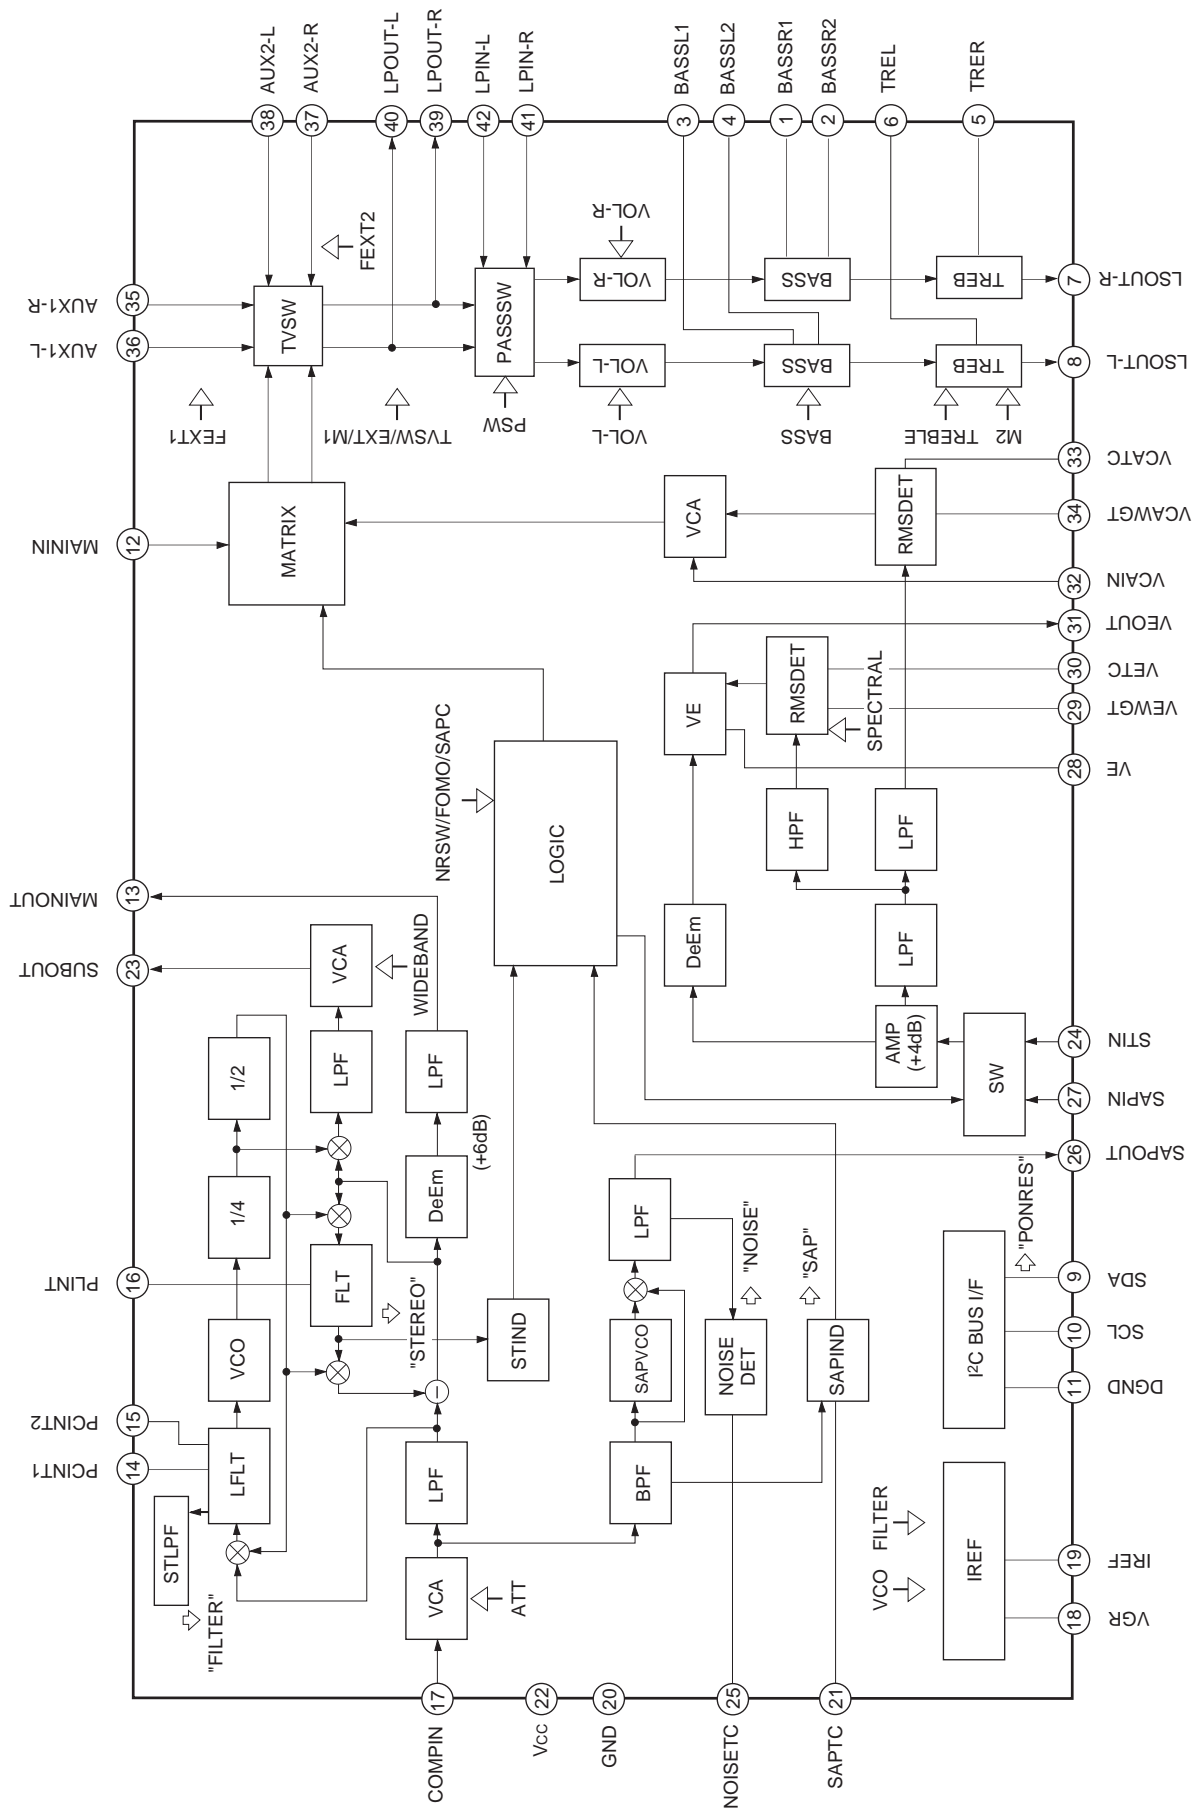 AUX2-L
AUX2-R
LPOUT-L
LPOUT-R
LPIN-L
LPIN-R
BASSL1
BASSL2
BASSR1
BASSR2
TREL
TRER
38
37
40
39
42
41
3
4
1
2
6
5
AUX1-R
35
AUX1-L
36
FEXT1
TVSW
FEXT2
TVSW/EXT/M1
PASSSW
PSW
VOL-R
VOL-R
VOL-L
VOL-L
BASS
BASS
BASS
TREB
TREB
TREBLE
M2
7
LSOUT-R
8
LSOUT-L
MAININ
12
MATRIX
VCA
RMSDET
33
VCATC
34
VCAWGT
32
VCAIN
31
VEOUT
30
VETC
29
VEWGT
28
VE
VE
RMSDET
SPECTRAL
HPF
LPF
NRSW/FOMO/SAPC
LOGIC
DeEm
LPF
AMP
(+4dB)
SW
24
STIN
27
SAPIN
26
SAPOUT
MAINOUT
13
SUBOUT
23
VCA
WIDEBAND
1/2
LPF
LPF
(+6dB)
1/4
DeEm
PLINT
16
FLT
"STEREO"
STIND
VCO
PCINT2
15
PCINT1
14
LFLT
STLPF
"FILTER"
LPF
VCA
ATT
LPF
SAPVCO
BPF
"NOISE"
NOISE
DET
"SAP"
SAPIND
"PONRES"
I2C BUS I/F
9
SDA
10
SCL
11
DGND
FILTER
VCO
IREF
19
IREF
18
VGR
17
22
20
25
21
COMPIN
VCC
GND
NOISETC
SAPTC